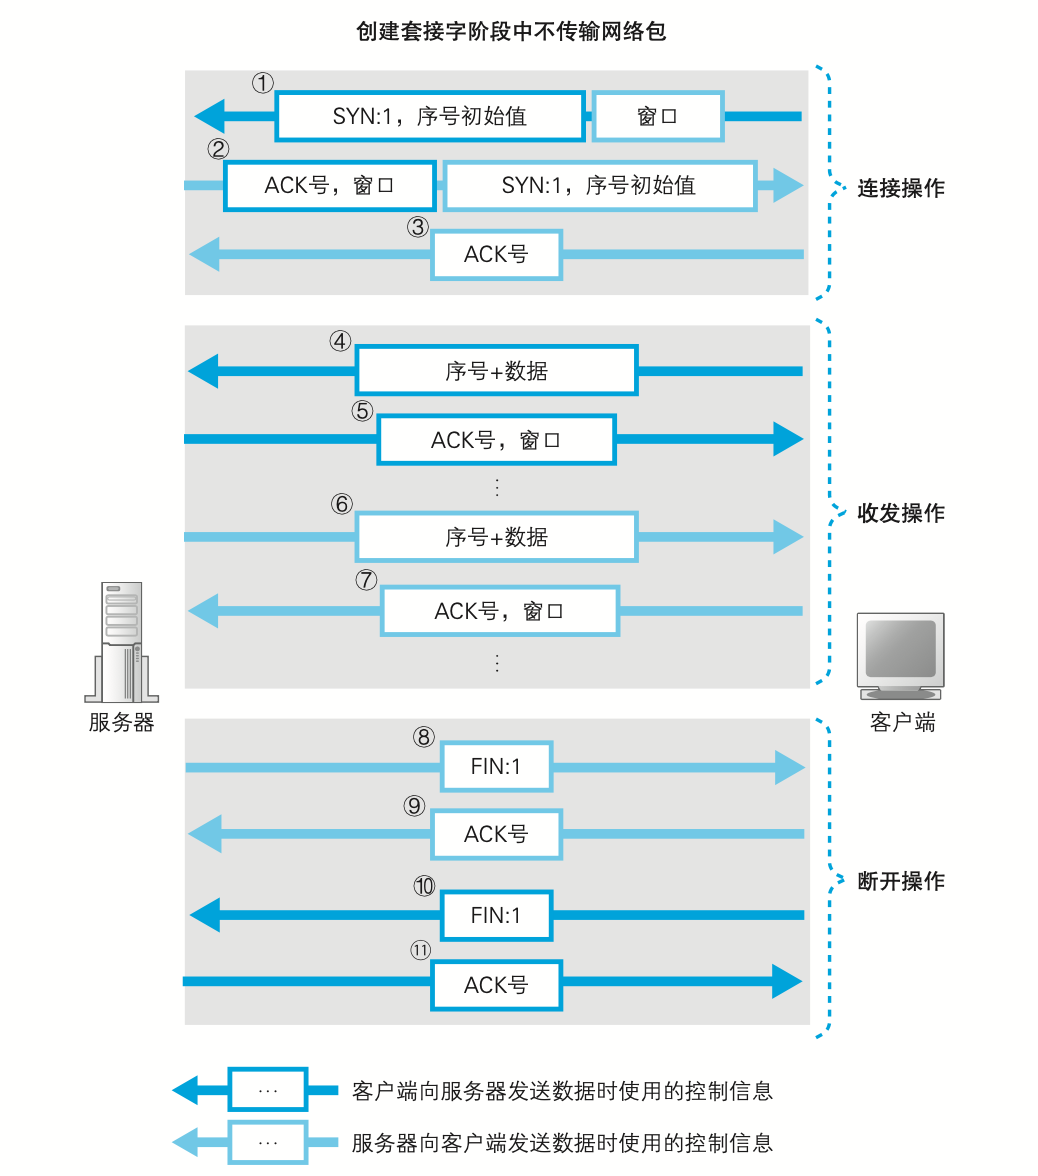 创建套接字阶段中不传输网络包
① SYN:1，序号初始值 窗口
② ACK号，窗口 SYN:1，序号初始值
连接操作
③ ACK号
④ 序号+数据
⑤ ACK号，窗口
⋮
⑥ 序号+数据
收发操作
⑦ ACK号，窗口
⋮
服务器
客户端
⑧ FIN:1
⑨ ACK号
断开操作
⑩ FIN:1
⑪ ACK号
… 客户端向服务器发送数据时使用的控制信息
… 服务器向客户端发送数据时使用的控制信息